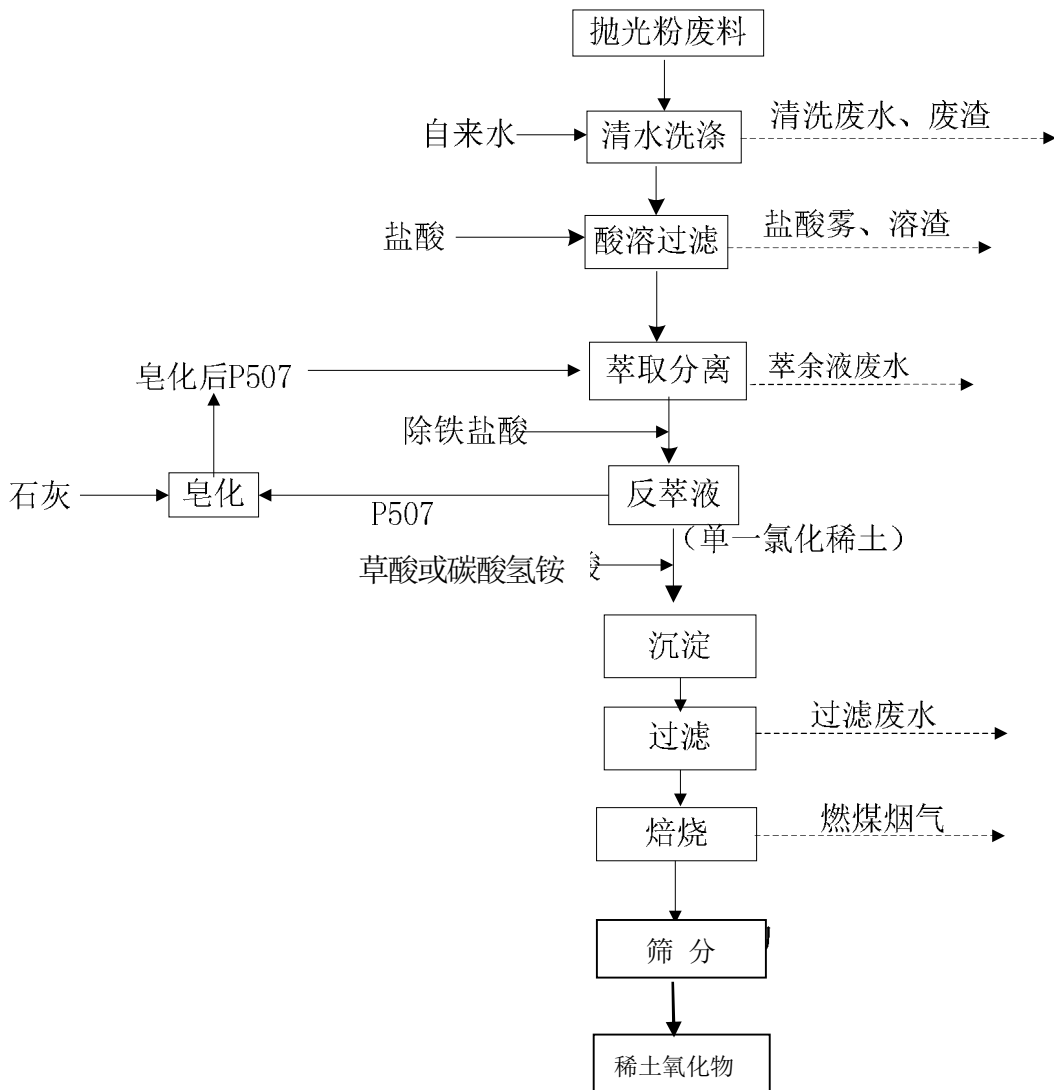 抛光粉废料
自来水
清水洗涤
清洗废水、废渣
盐酸
酸溶过滤
盐酸雾、溶渣
皂化后P507
萃取分离
萃余液废水
除铁盐酸
石灰
皂化
P507
反萃液
（单一氯化稀土）
草酸或碳酸氢铵
沉淀
过滤
过滤废水
焙烧
燃煤烟气
筛 分
稀土氧化物